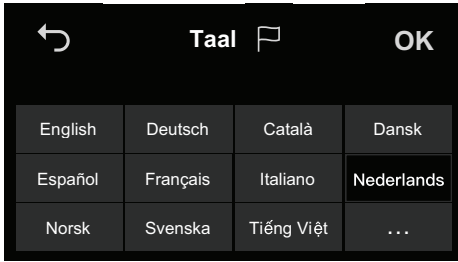 Taal OK
English Deutsch Català Dansk
Español Français Italiano Nederlands
Norsk Svenska Tiếng Việt ...